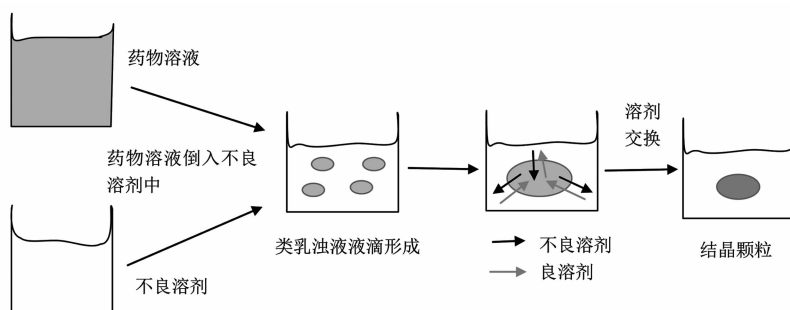 药物溶液
药物溶液倒入不良
溶剂中
不良溶剂
类乳浊液液滴形成
不良溶剂
良溶剂
溶剂
交换
结晶颗粒